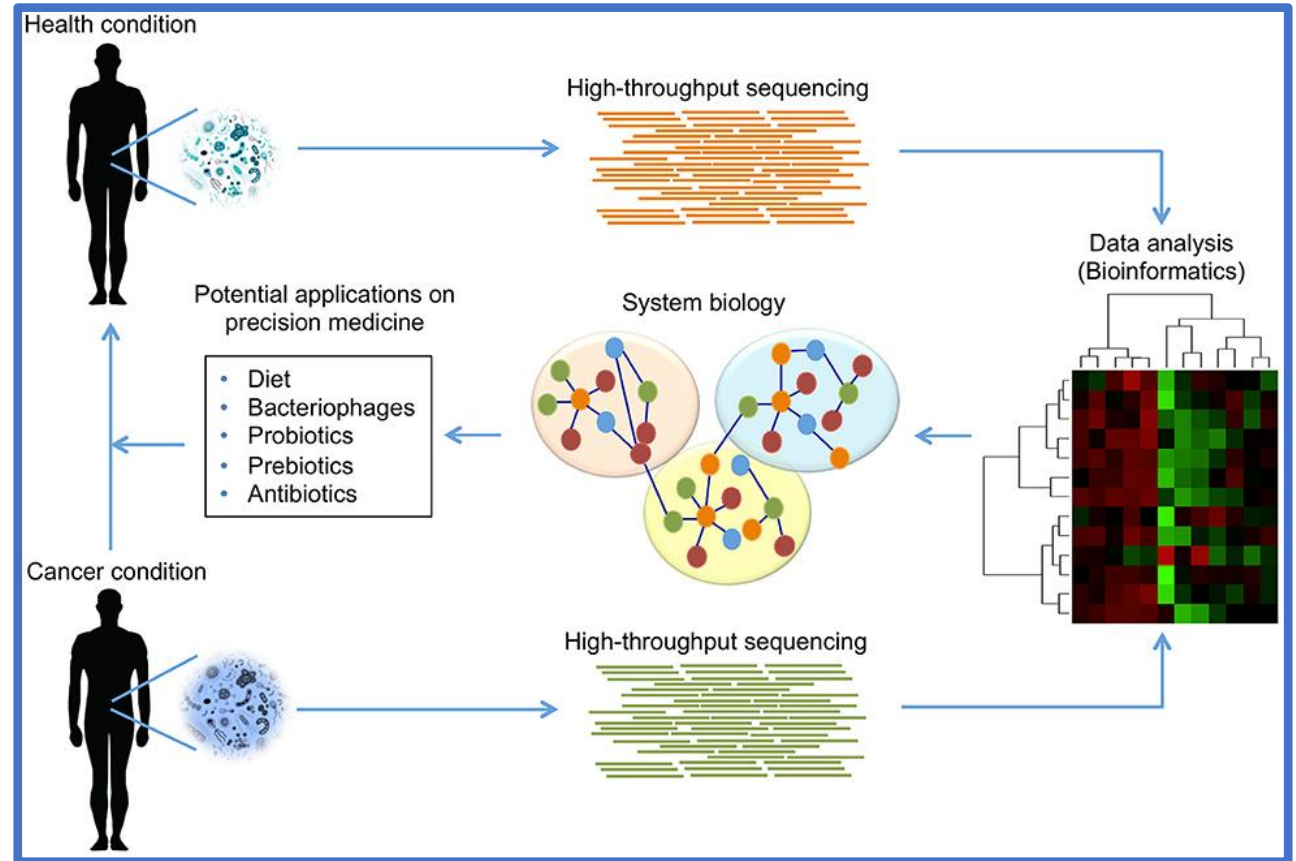 Health condition
High-throughput sequencing
Data analysis
(Bioinformatics)
Potential applications on
precision medicine
• Diet
• Bacteriophages
• Probiotics
• Prebiotics
• Antibiotics
System biology
Cancer condition
High-throughput sequencing